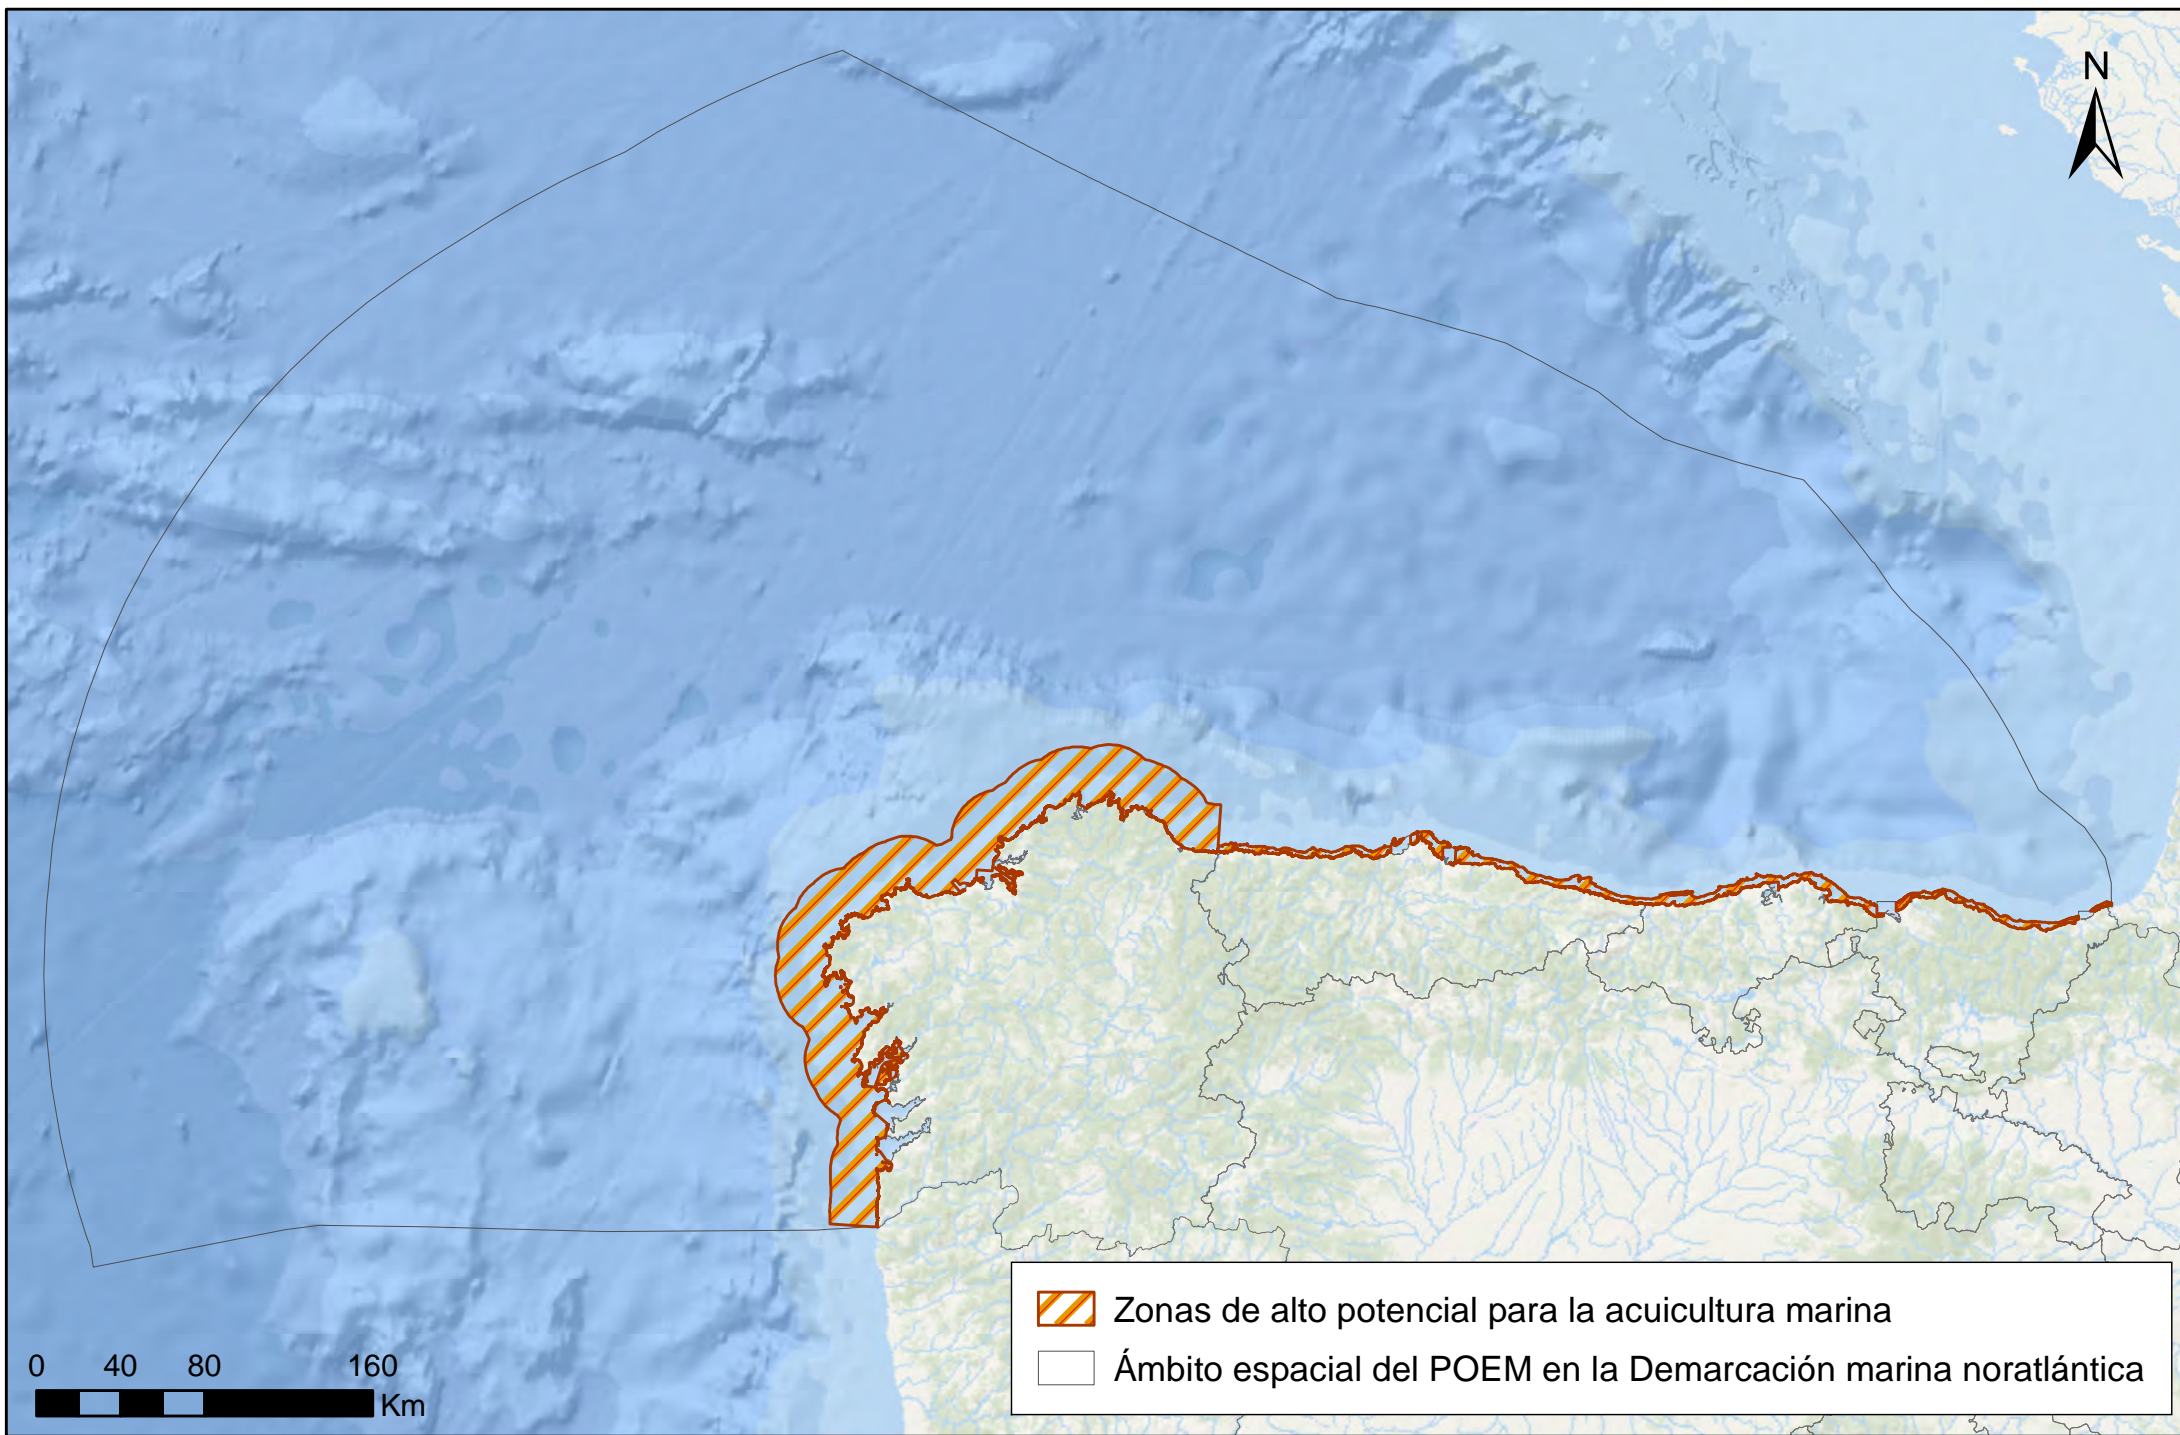 N
Zonas de alto potencial para la acuicultura marina
Ámbito espacial del POEM en la Demarcación marina noratlántica
0 40 80 160
Km